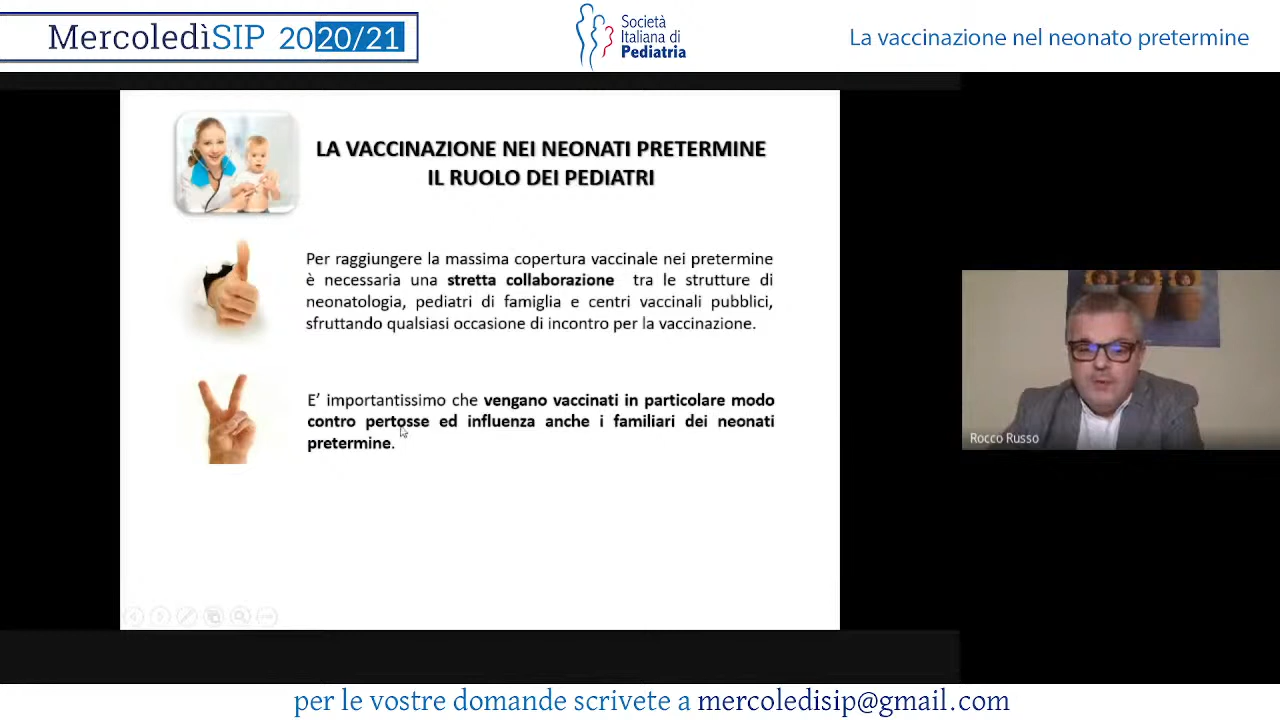 MercoledìSIP 2020/21
Società
Italiana di
Pediatria
La vaccinazione nel neonato pretermine
LA VACCINAZIONE NEI NEONATI PRETERMINE
IL RUOLO DEI PEDIATRI
Per raggiungere la massima copertura vaccinale nei pretermine
è necessaria una stretta collaborazione tra le strutture di
neonatologia, pediatri di famiglia e centri vaccinali pubblici,
sfruttando qualsiasi occasione di incontro per la vaccinazione.
E' importantissimo che vengano vaccinati in particolare modo
contro pertosse ed influenza anche i familiari dei neonati
pretermine.
Rocco Russo
per le vostre domande scrivete a mercoledisip@gmail.com